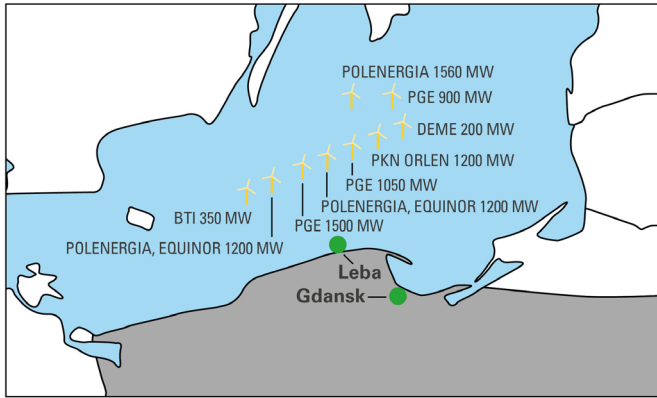 POLENERGIA 1560 MW
PGE 900 MW
DEME 200 MW
PKN ORLEN 1200 MW
PGE 1050 MW
POLENERGIA, EQUINOR 1200 MW
BTI 350 MW
PGE 1500 MW
POLENERGIA, EQUINOR 1200 MW
Leba
Gdansk